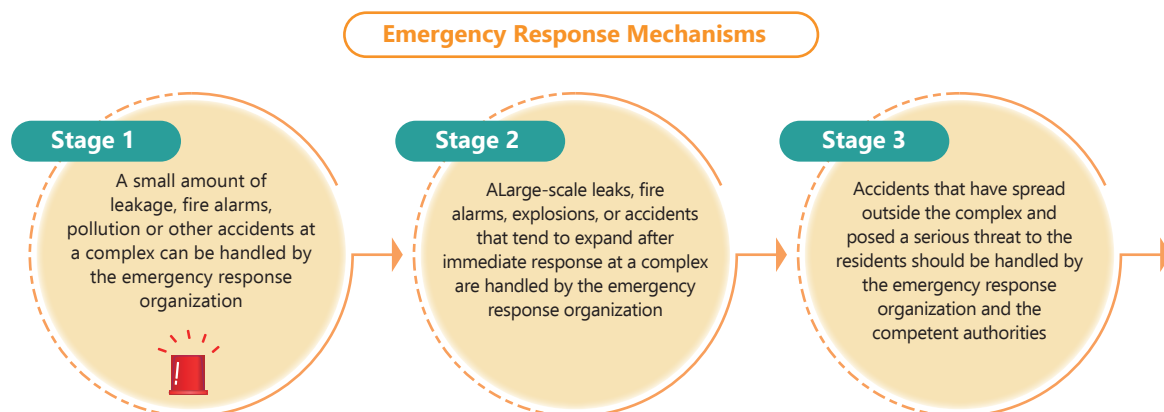 Emergency Response Mechanisms
Stage 1
A small amount of
leakage, fire alarms,
pollution or other accidents at
a complex can be handled by
the emergency response
organization
Stage 2
ALarge-scale leaks, fire
alarms, explosions, or accidents
that tend to expand after
immediate response at a complex
are handled by the emergency
response organization
Stage 3
Accidents that have spread
outside the complex and
posed a serious threat to the
residents should be handled by
the emergency response
organization and the
competent authorities